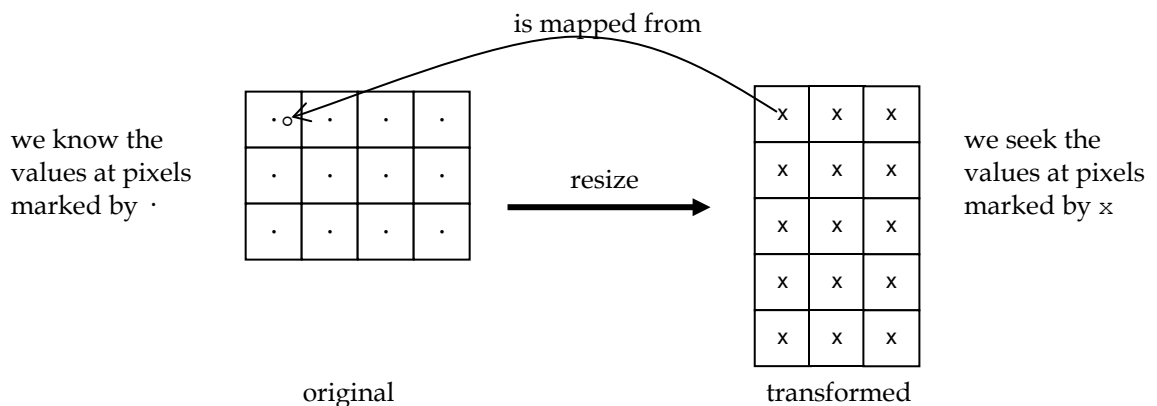 is mapped from
we know the
values at pixels
marked by ·
resize
we seek the
values at pixels
marked by x
x x x
x x x
x x x
x x x
x x x
original
transformed